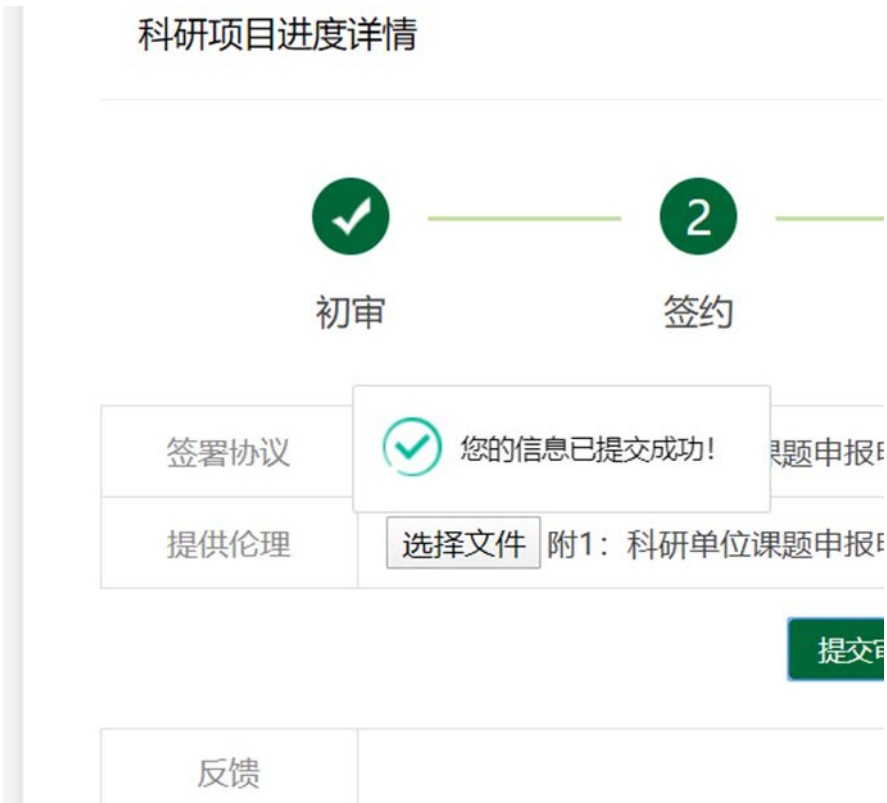 科研项目进度详情
2
初审
签约
签署协议
您的信息已提交成功!
课题申报
提供伦理
选择文件 附1：科研单位课题申报
提交
反馈